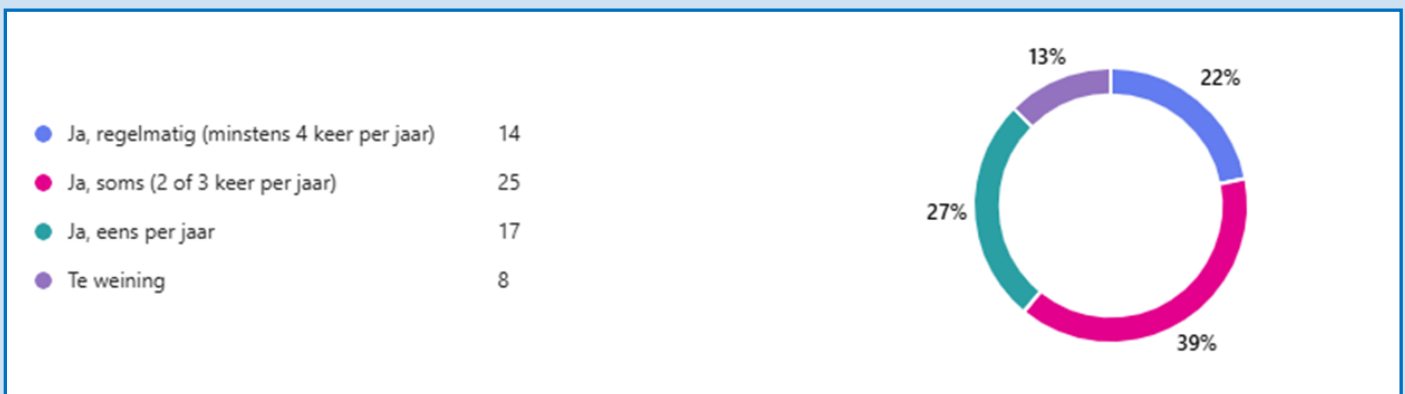 Ja, regelmatig (minstens 4 keer per jaar) 14
Ja, soms (2 of 3 keer per jaar) 25
Ja, eens per jaar 17
Te weining 8
13%
22%
27%
39%